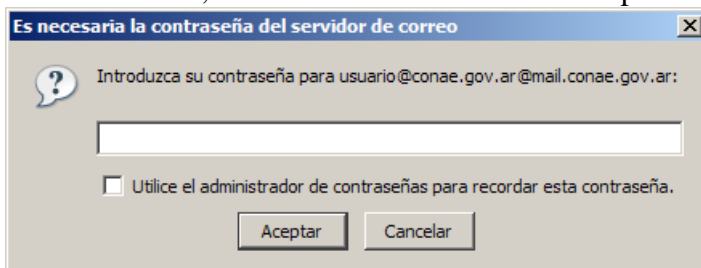 Es necesaria la contraseña del servidor de correo
Introduzca su contraseña para usuario@conae.gov.ar@mail.conae.gov.ar:
Utilice el administrador de contraseñas para recordar esta contraseña.
Aceptar Cancelar